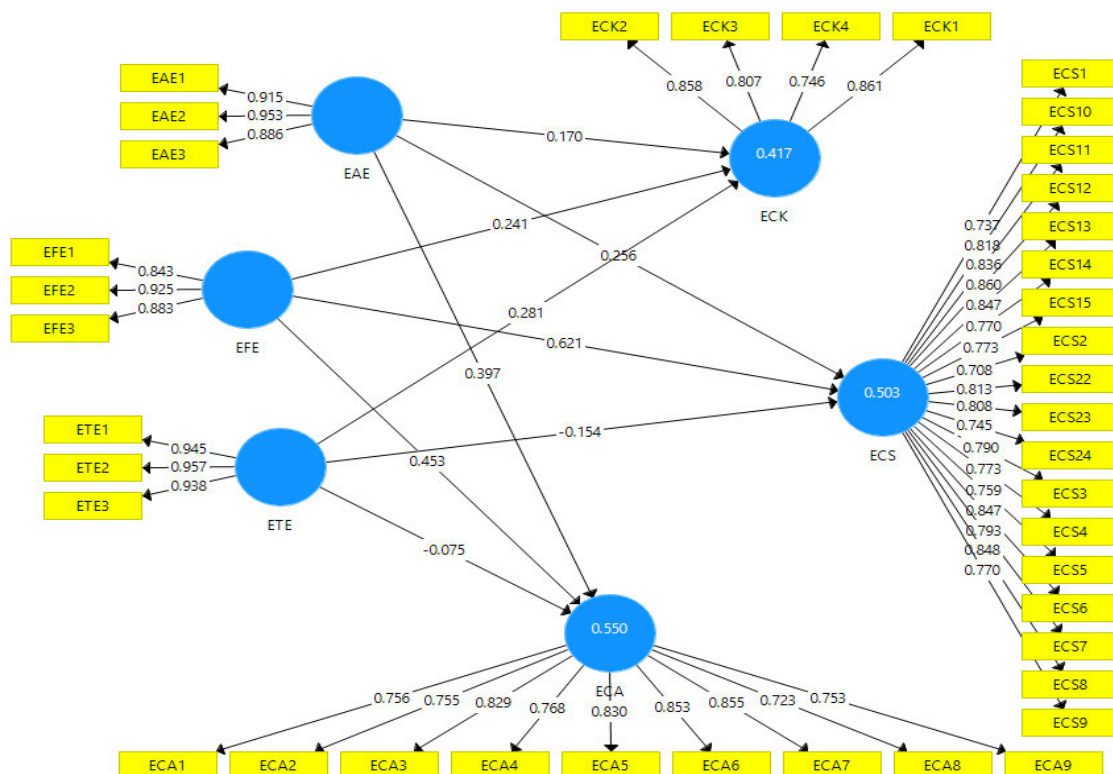 ECK2
ECK3
ECK4
ECK1
0.858
0.807
0.746
0.861
0.417
ECK
EAE1
EAE2
EAE3
0.915
0.953
0.886
EAE
0.170
0.256
0.397
EFE1
EFE2
EFE3
0.843
0.925
0.883
EFE
0.241
0.621
0.453
ETE1
ETE2
ETE3
0.945
0.957
0.938
ETE
0.281
-0.154
-0.075
0.503
ECS
0.737
0.818
0.836
0.860
0.847
0.770
0.773
0.708
0.813
0.808
0.745
0.790
0.773
0.759
0.847
0.793
0.848
0.770
ECS1
ECS10
ECS11
ECS12
ECS13
ECS14
ECS15
ECS2
ECS22
ECS23
ECS24
ECS3
ECS4
ECS5
ECS6
ECS7
ECS8
ECS9
0.550
ECA
0.756
0.755
0.829
0.768
0.830
0.853
0.855
0.723
0.753
ECA1
ECA2
ECA3
ECA4
ECA5
ECA6
ECA7
ECA8
ECA9